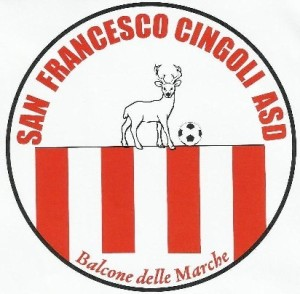 SAN FRANCESCO CINGOLI ASD
Balcone delle Marche